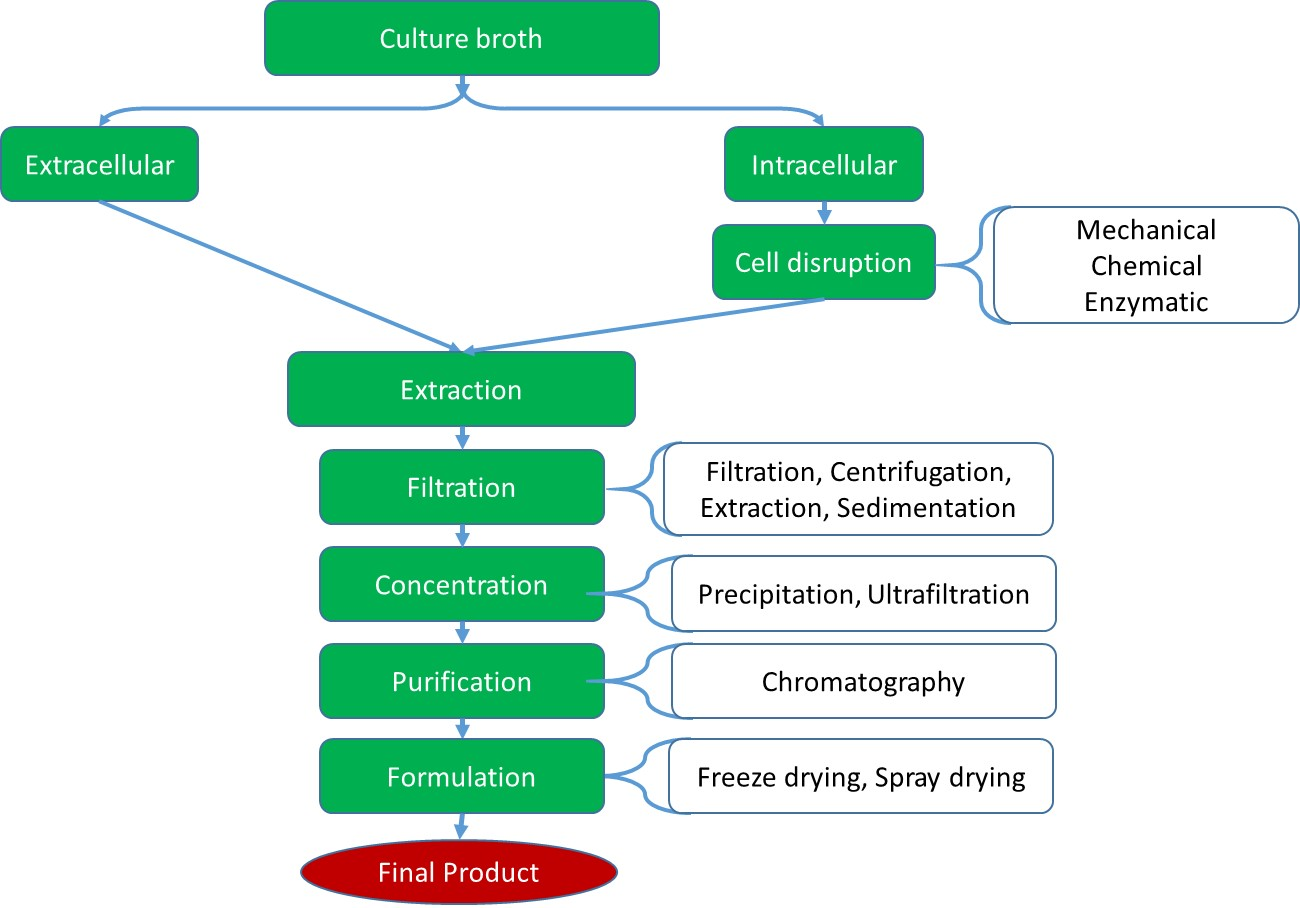 Culture broth
Extracellular
Intracellular
Cell disruption
Mechanical
Chemical
Enzymatic
Extraction
Filtration
Filtration, Centrifugation,
Extraction, Sedimentation
Concentration
Precipitation, Ultrafiltration
Purification
Chromatography
Formulation
Freeze drying, Spray drying
Final Product